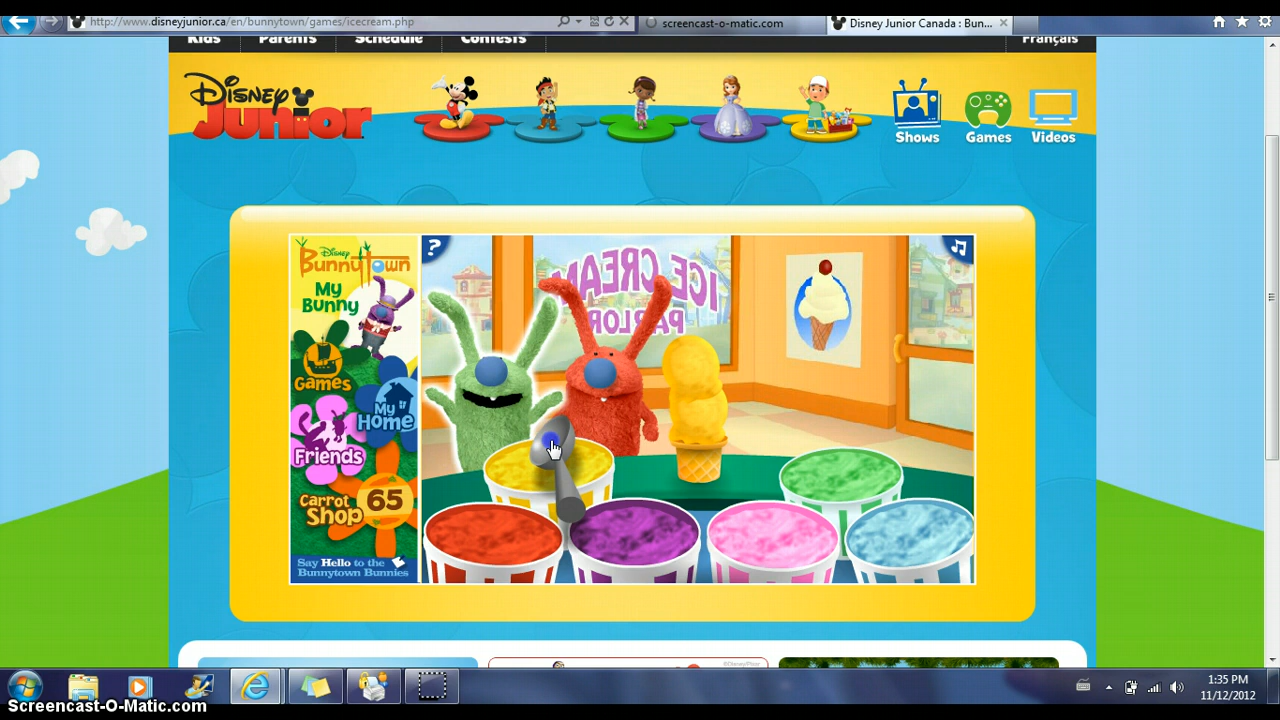 http://www.disneyjunior.ca/en/bunnytown/games/icecream.php
screencast-o-matic.com
Disney Junior Canada : Bun...
Kids
Parents
Schedule
Contests
Français
Disney
Junior
Shows
Games
Videos
Disney
BunnyTown
My
Bunny
Games
My
Home
Friends
Carrot
Shop
65
Say Hello to the
Bunnytown Bunnies
?
ICE CREAM
PARLOR
©Disney/Pixar
1:35 PM
11/12/2012
Screencast-O-Matic.com